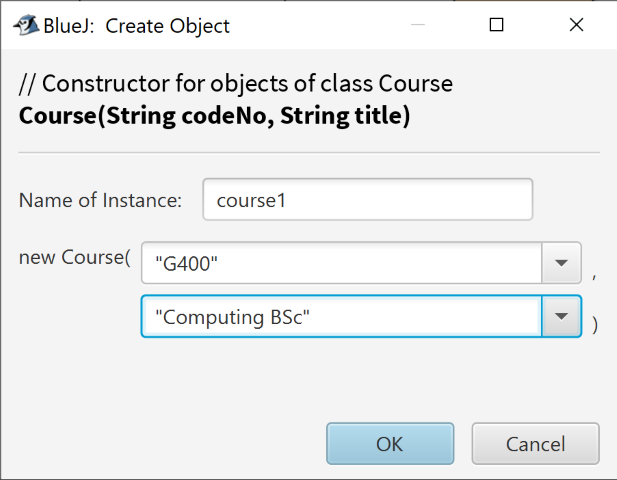 BlueJ:  Create Object
// Constructor for objects of class Course
Course(String codeNo, String title)
Name of Instance: course1
new Course( "G400" ,
"Computing BSc" )
OK Cancel